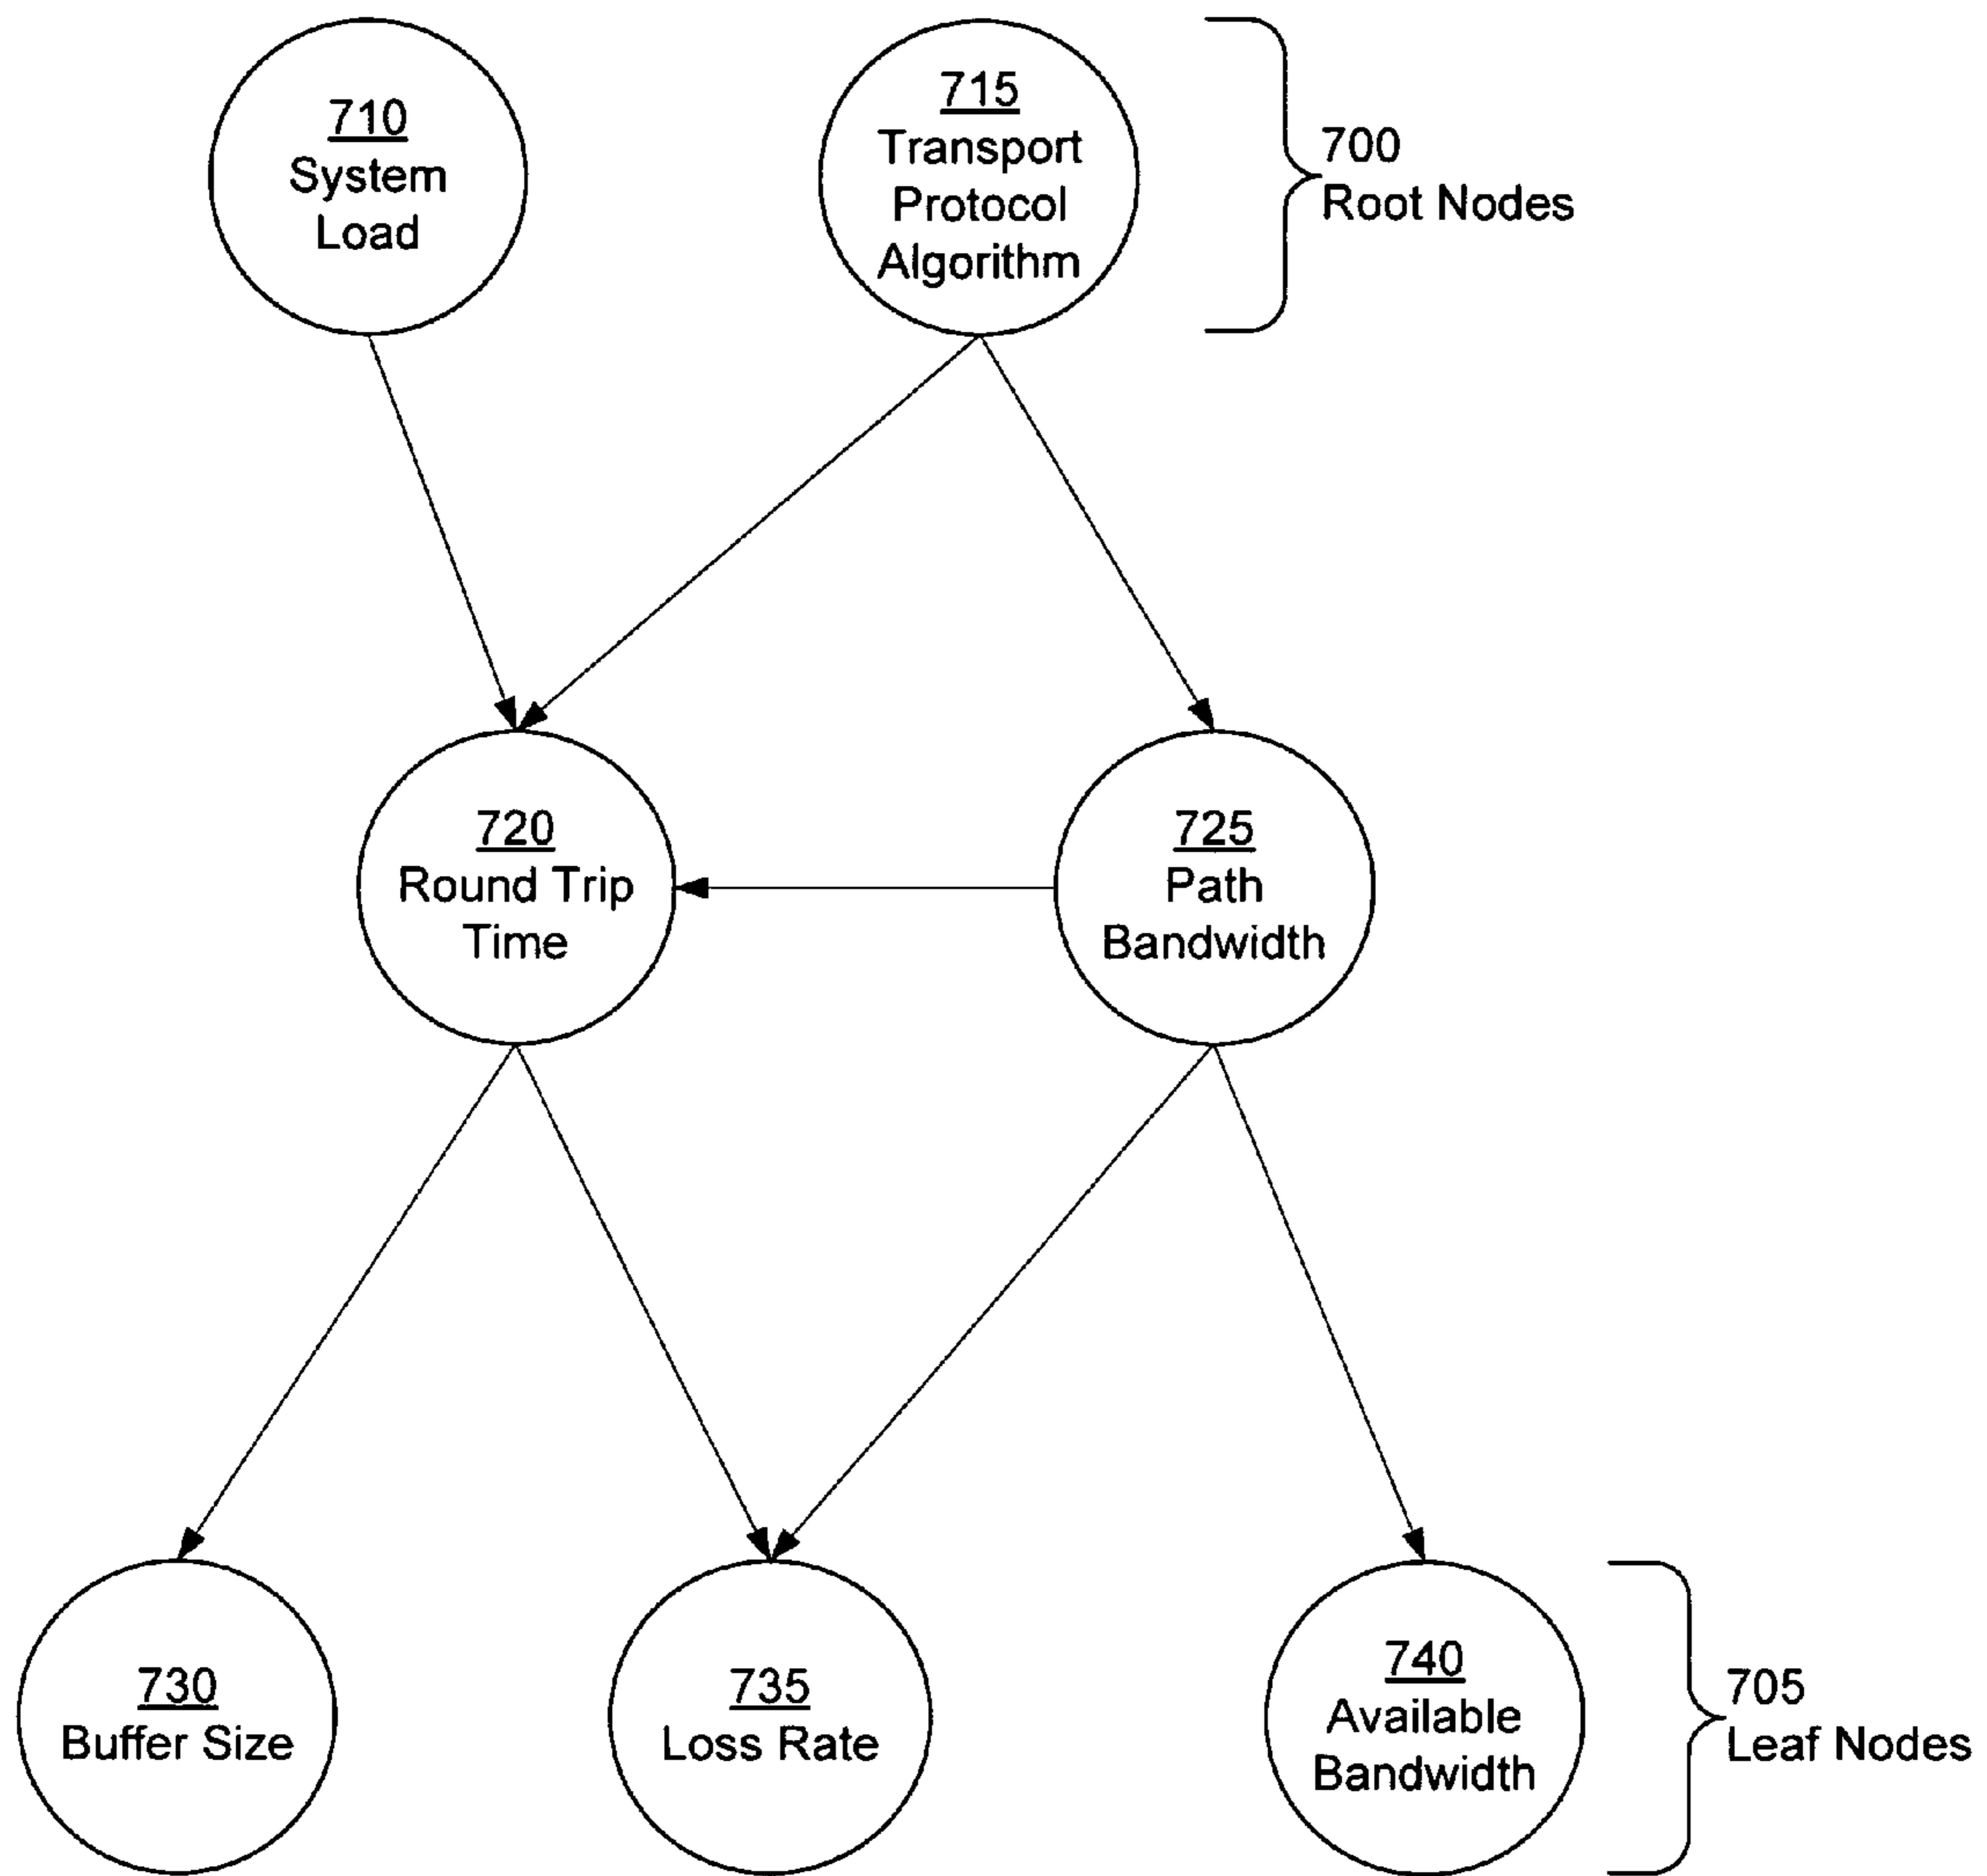 710
System
Load
715
Transport
Protocol
Algorithm
700
Root Nodes
720
Round Trip
Time
725
Path
Bandwidth
730
Buffer Size
735
Loss Rate
740
Available
Bandwidth
705
Leaf Nodes